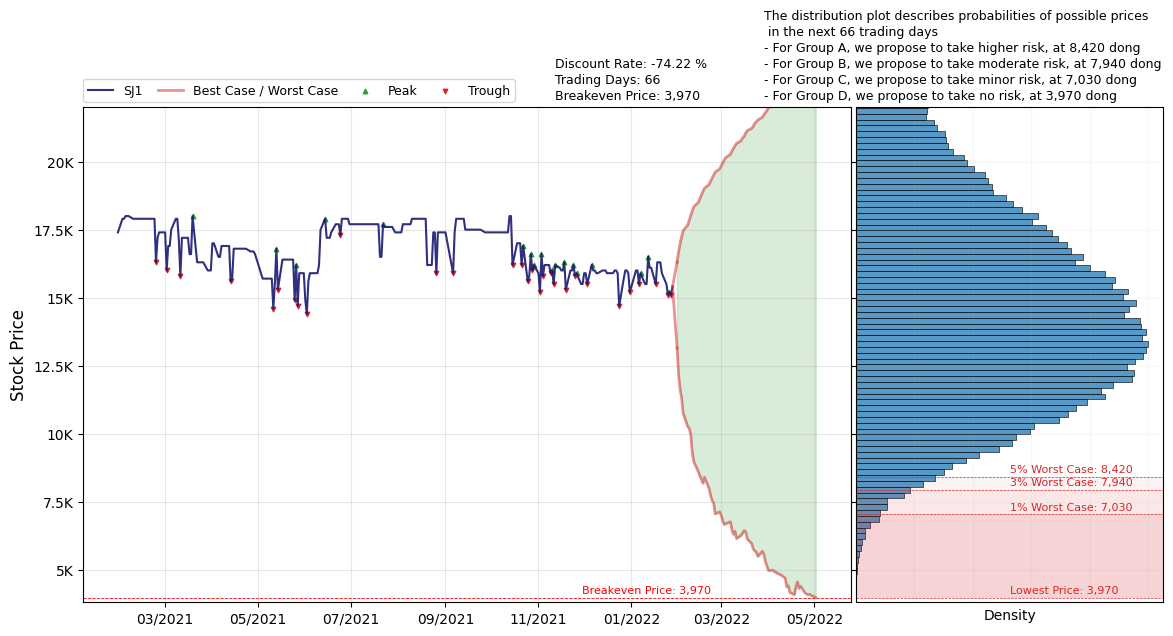 The distribution plot describes probabilities of possible prices
in the next 66 trading days
- For Group A, we propose to take higher risk, at 8,420 dong
- For Group B, we propose to take moderate risk, at 7,940 dong
- For Group C, we propose to take minor risk, at 7,030 dong
- For Group D, we propose to take no risk, at 3,970 dong
Discount Rate: -74.22 %
Trading Days: 66
Breakeven Price: 3,970
SJ1
Best Case / Worst Case
Peak
Trough
Stock Price
20K
17.5K
15K
12.5K
10K
7.5K
5K
Breakeven Price: 3,970
03/2021
05/2021
07/2021
09/2021
11/2021
01/2022
03/2022
05/2022
5% Worst Case: 8,420
3% Worst Case: 7,940
1% Worst Case: 7,030
Lowest Price: 3,970
Density